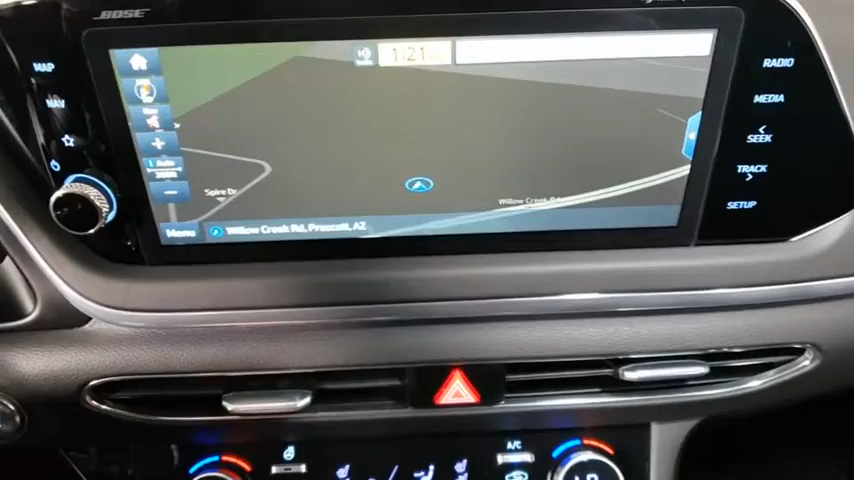 BOSE
MAP
NAV
1:21
RADIO
MEDIA
SEEK
TRACK
SETUP
Auto
Spire Dr
Willow Creek Rd
Menu
Willow Creek Rd, Prescott, AZ
A/C